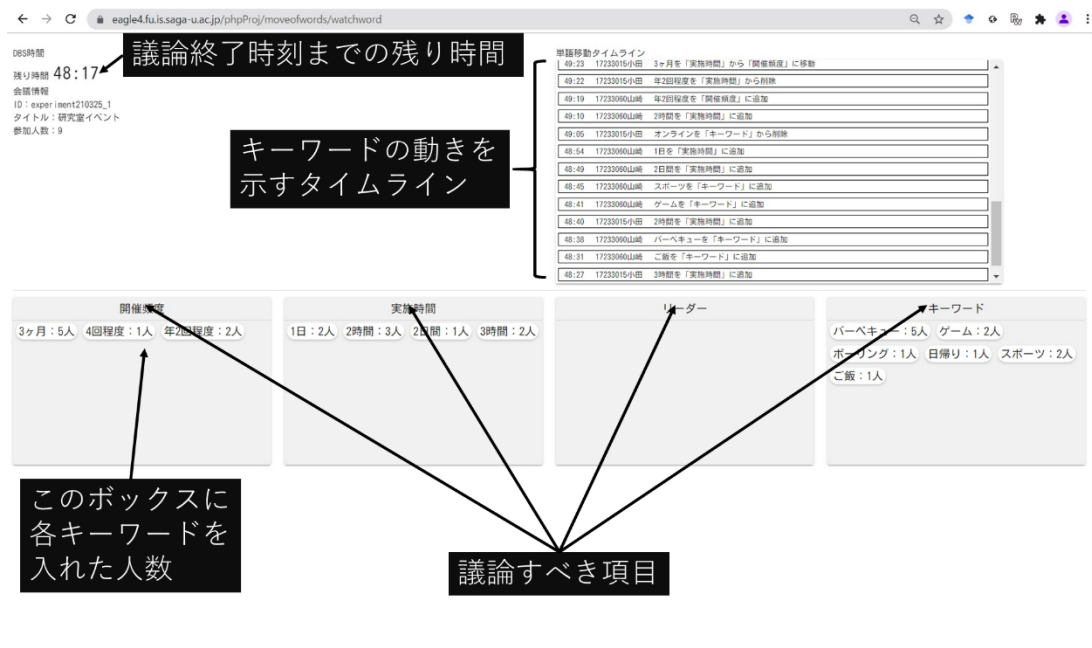 eagle4.fu.is.saga-u.ac.jp/phpProj/moveofwords/watchword
DBS時間
残り時間 48:17
会議情報
ID：experiment210325_1
タイトル：研究室イベント
参加人数：9
議論終了時刻までの残り時間
キーワードの動きを
示すタイムライン
単語移動タイムライン
49:23 17233015小田 3ヶ月を「実施時間」から「開催頻度」に移動
49:22 17233015小田 年2回程度を「実施時間」から削除
49:19 17233060山崎 年2回程度を「開催頻度」に追加
49:10 17233060山崎 2時間を「実施時間」に追加
49:05 17233015小田 オンラインを「キーワード」から削除
48:54 17233060山崎 1日を「実施時間」に追加
48:49 17233060山崎 2日間を「実施時間」に追加
48:45 17233060山崎 スポーツを「キーワード」に追加
48:41 17233060山崎 ゲームを「キーワード」に追加
48:40 17233015小田 2時間を「実施時間」に追加
48:38 17233060山崎 バーベキューを「キーワード」に追加
48:31 17233060山崎 ご飯を「キーワード」に追加
48:27 17233015小田 3時間を「実施時間」に追加
開催頻度
3ヶ月：5人 4回程度：1人 年2回程度：2人
実施時間
1日：2人 2時間：3人 2日間：1人 3時間：2人
リーダー
キーワード
バーベキュー：5人 ゲーム：2人
ボーリング：1人 日帰り：1人 スポーツ：2人
ご飯：1人
このボックスに
各キーワードを
入れた人数
議論すべき項目